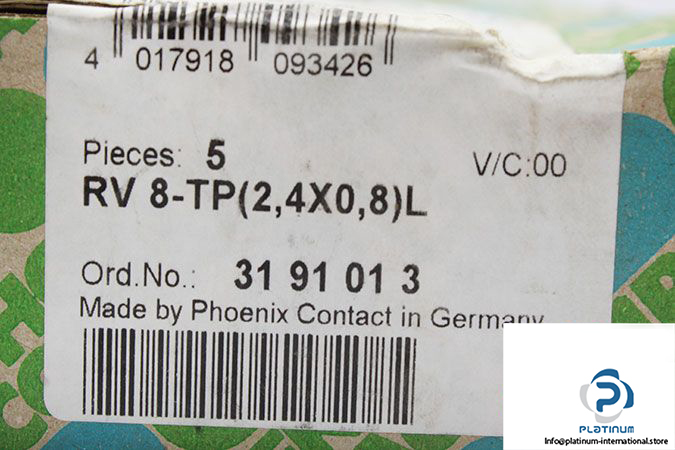 4 017918 093426
Pieces: 5 V/C:00
RV 8-TP(2,4X0,8)L
Ord.No.: 31 91 01 3
Made by Phoenix Contact in Germany
PLATINUM
Info@platinum-international.store